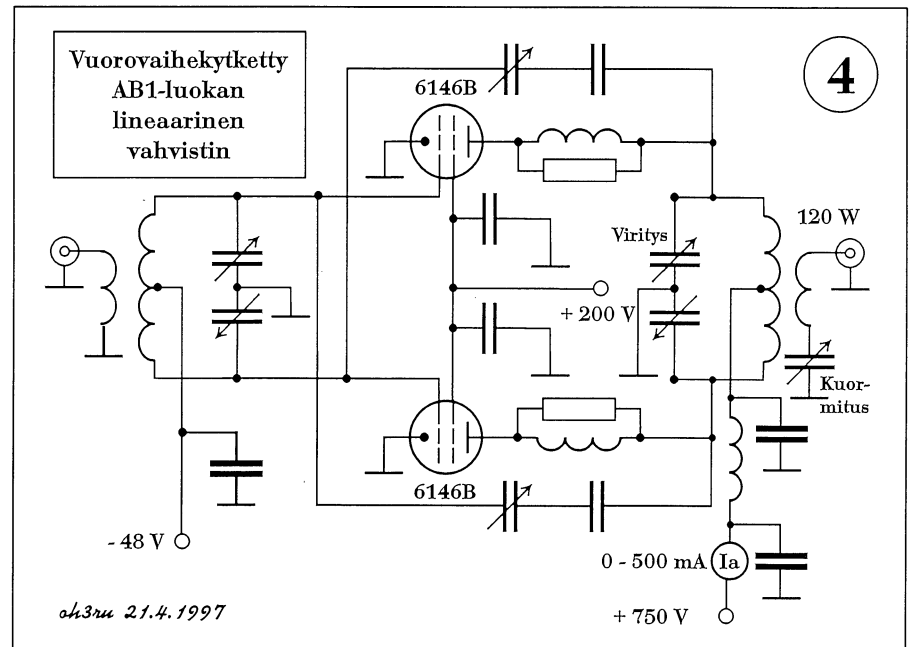 Vuorovaihekytketty
AB1-luokan
lineaarinen
vahvistin
4
6146B
120 W
Viritys
+ 200 V
Kuor-
mitus
6146B
- 48 V
0 - 500 mA
Ia
+ 750 V
oh3ru 21.4.1997